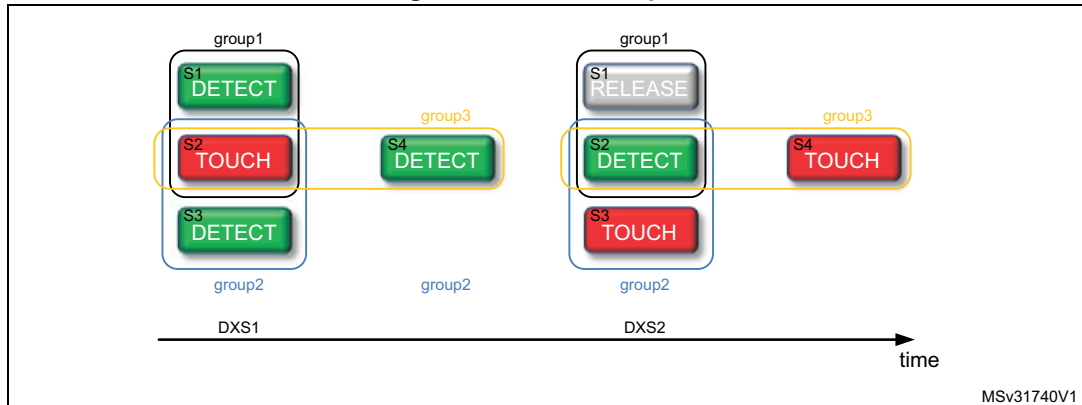 group1 group1
S1 DETECT S1 RELEASE
group3 group3
S2 TOUCH S4 DETECT S2 DETECT S4 TOUCH
S3 DETECT S3 TOUCH
group2 group2 group2
DXS1 DXS2
time
MSv31740V1